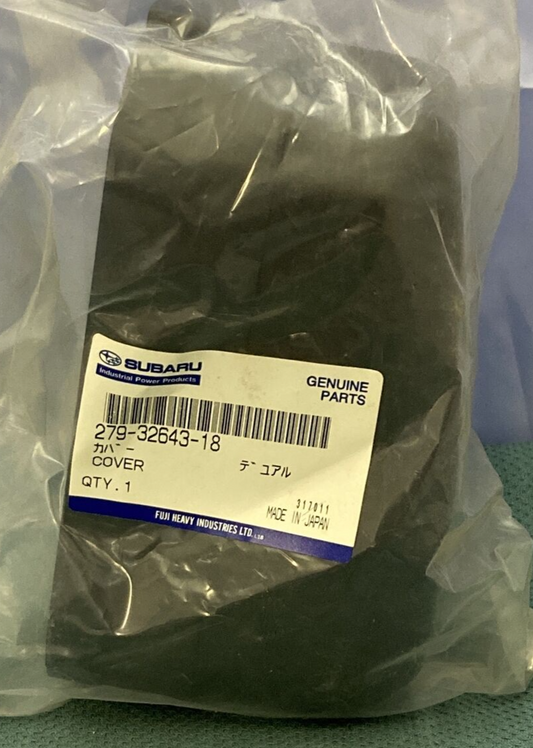 SUBARU
Industrial Power Products
GENUINE
PARTS
279-32643-18
カバー
デュアル
COVER
QTY.1
317011
MADE IN JAPAN
FUJI HEAVY INDUSTRIES LTD.